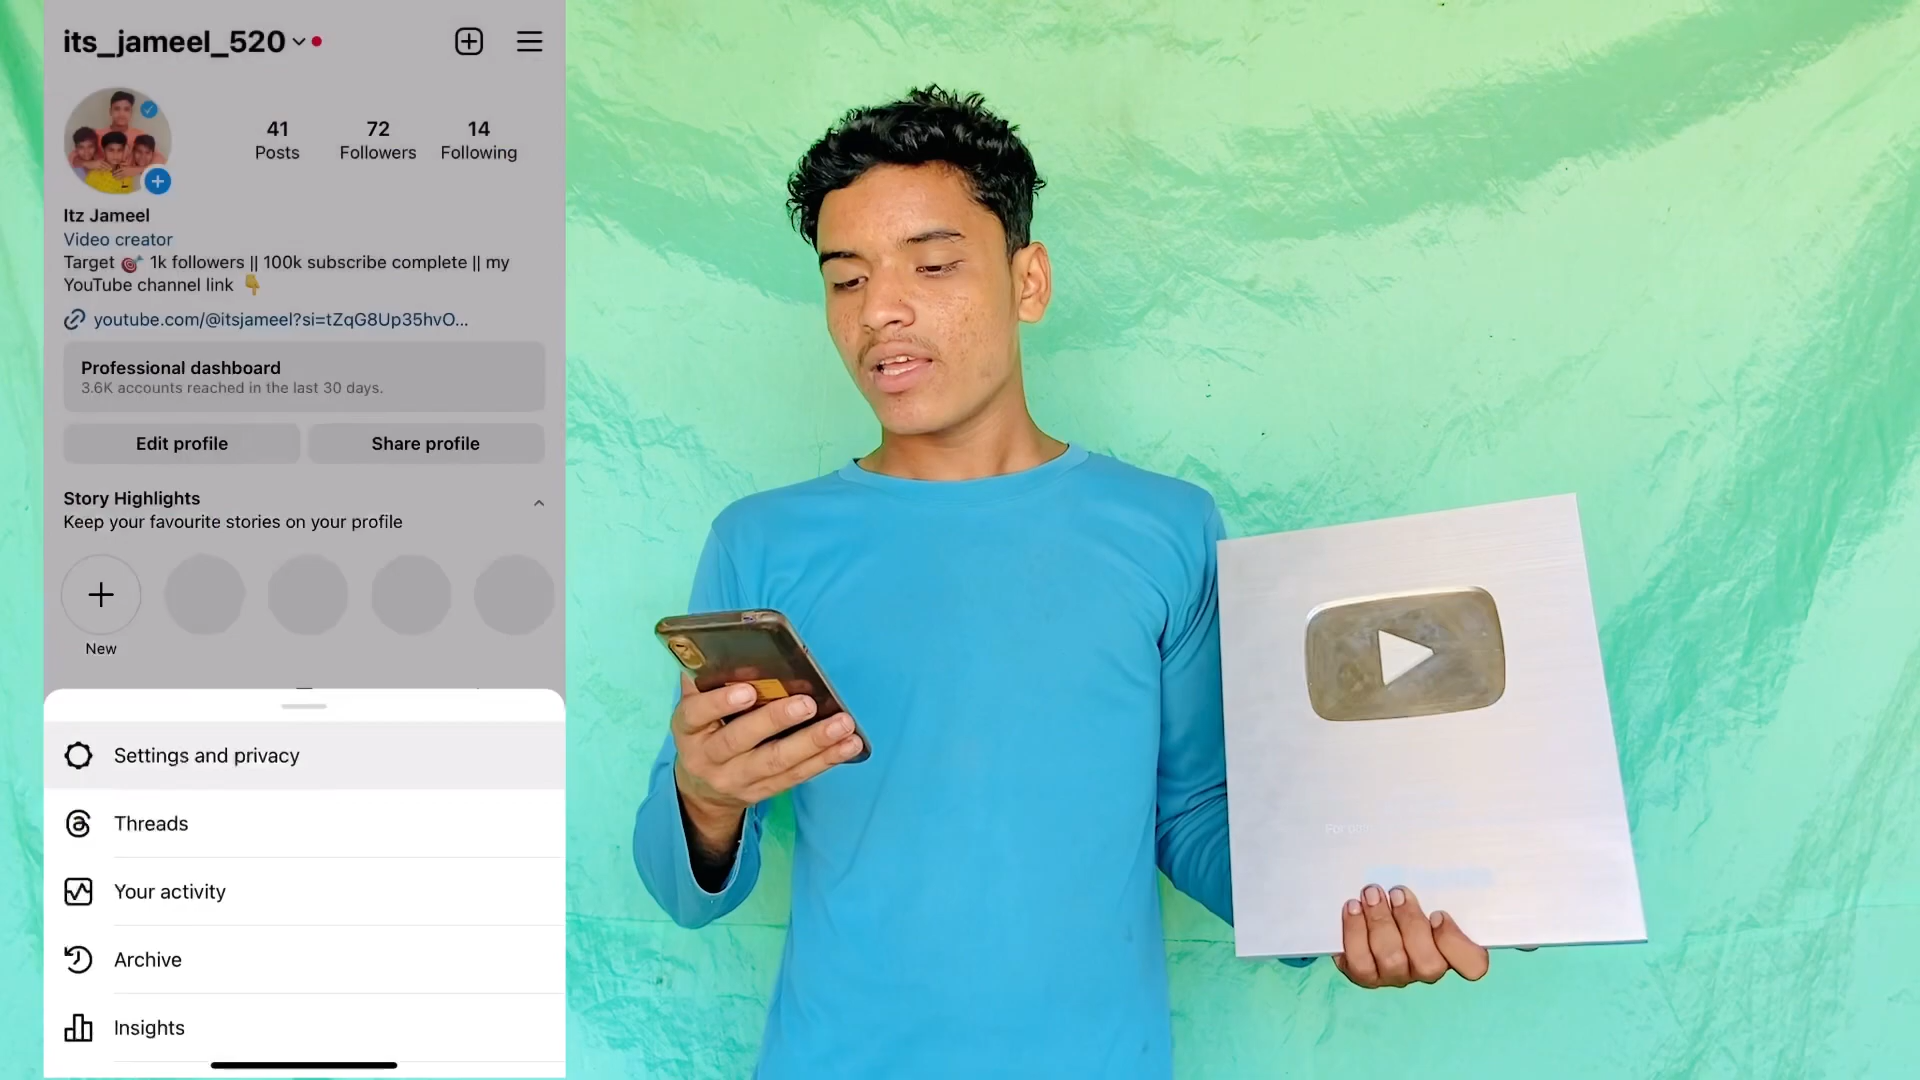 its_jameel_520
41 72 14
Posts Followers Following
Itz Jameel
Video creator
Target 🎯 1k followers || 100k subscribe complete || my
YouTube channel link 👇
youtube.com/@itsjameel?si=tZqG8Up35hvO...
Professional dashboard
3.6K accounts reached in the last 30 days.
Edit profile Share profile
Story Highlights
Keep your favourite stories on your profile
New
Settings and privacy
Threads
Your activity
Archive
Insights
For